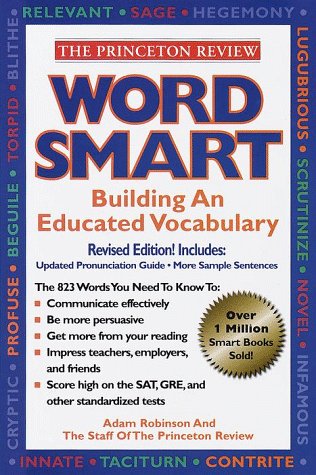 RELEVANT • SAGE • HEGEMONY •
CRYPTIC • PROFUSE • BEGUILE • TORPID • BLITHE
LUGUBRIOUS • SCRUTINIZE • NOVEL • INFAMOUS
THE PRINCETON REVIEW
WORD
SMART
Building An
Educated Vocabulary
Revised Edition! Includes:
Updated Pronunciation Guide • More Sample Sentences
The 823 Words You Need To Know To:
Communicate effectively
Be more persuasive
Get more from your reading
Impress teachers, employers,
and friends
Score high on the SAT, GRE, and
other standardized tests
Over
1 Million
Smart Books
Sold!
Adam Robinson And
The Staff Of The Princeton Review
• INNATE • TACITURN • CONTRITE •